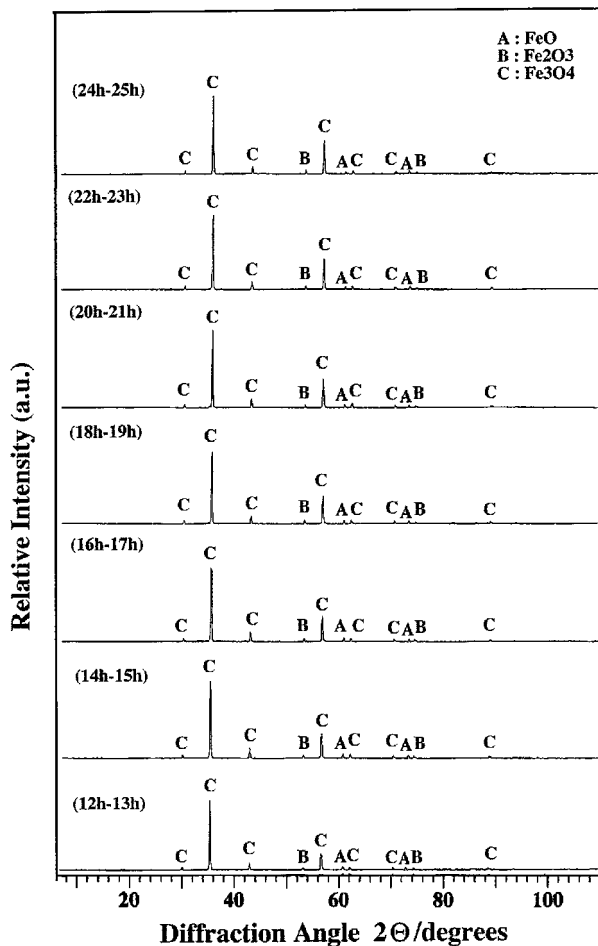 A : FeO
B : Fe2O3
C : Fe3O4
(24h-25h)
C
C
C C B A C C A B C
(22h-23h)
C
C
C C B A C C A B C
(20h-21h)
C
C
C C B A C C A B C
(18h-19h)
C
C
C C B A C C A B C
(16h-17h)
C
C
C C B A C C A B C
(14h-15h)
C
C
C C B A C C A B C
(12h-13h)
C
C
C C B A C C A B C
Relative Intensity (a.u.)
20 40 60 80 100
Diffraction Angle 2Θ/degrees